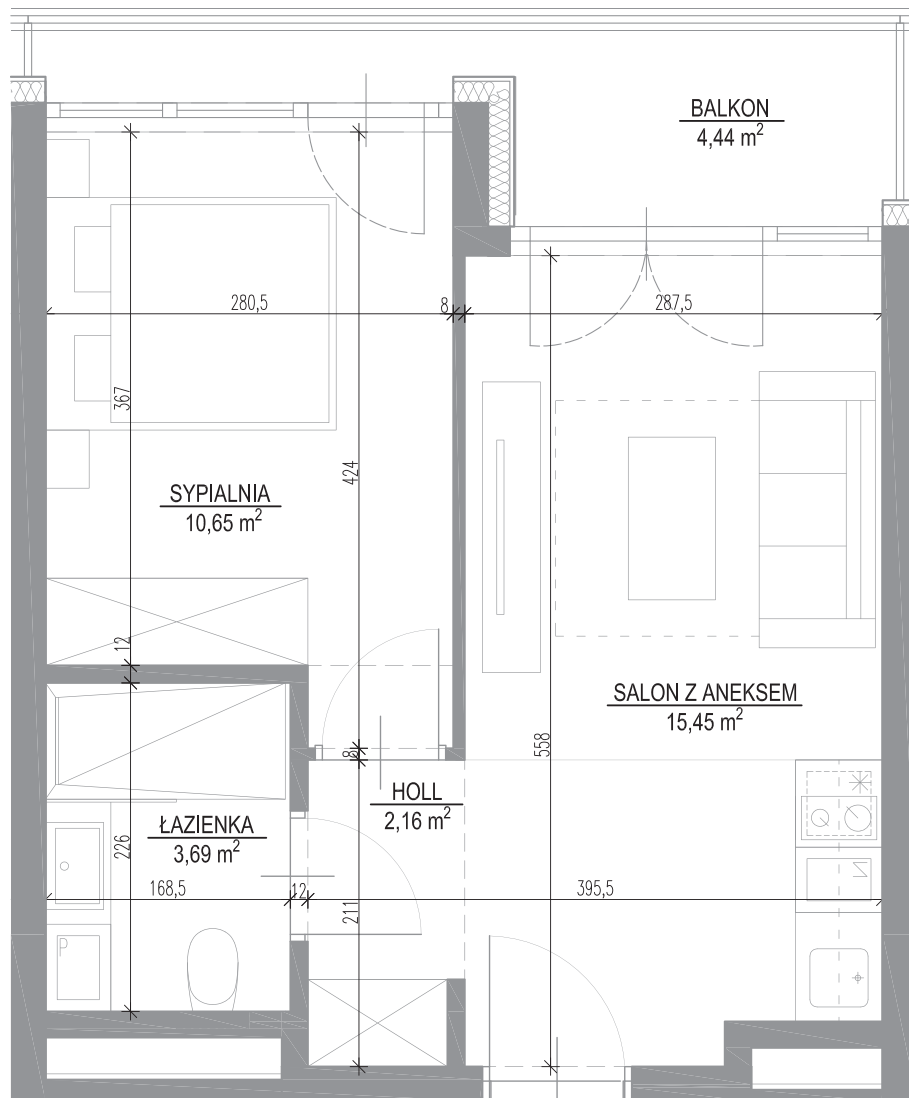 BALKON
4,44 m²
280,5
8
287,5
367
424
SYPIALNIA
10,65 m²
12
SALON Z ANEKSEM
15,45 m²
558
8
HOLL
2,16 m²
ŁAZIENKA
3,69 m²
226
168,5
12
211
395,5
Z
P